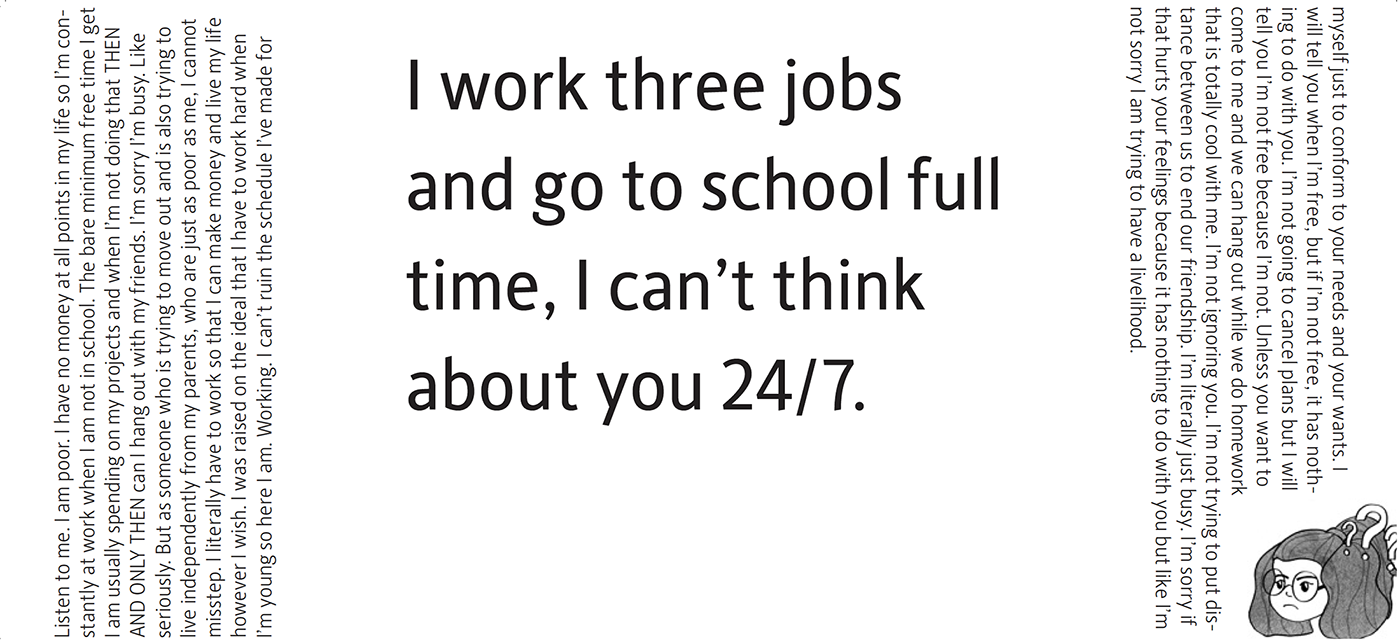 Listen to me. I am poor. I have no money at all points in my life so I'm con-
stantly at work when I am not in school. The bare minimum free time I get
I am usually spending on my projects and when I'm not doing that THEN
AND ONLY THEN can I hang out with my friends. I'm sorry I'm busy. Like
seriously. But as someone who is trying to move out and is also trying to
live independently from my parents, who are just as poor as me, I cannot
misstep. I literally have to work so that I can make money and live my life
however I wish. I was raised on the ideal that I have to work hard when
I'm young so here I am. Working. I can't ruin the schedule I've made for
I work three jobs
and go to school full
time, I can't think
about you 24/7.
myself just to conform to your needs and your wants. I
will tell you when I'm free, but if I'm not free, it has noth-
ing to do with you. I'm not going to cancel plans but I will
tell you I'm not free because I'm not. Unless you want to
come to me and we can hang out while we do homework
that is totally cool with me. I'm not ignoring you. I'm not trying to put dis-
tance between us to end our friendship. I'm literally just busy. I'm sorry if
that hurts your feelings because it has nothing to do with you but like I'm
not sorry I am trying to have a livelihood.